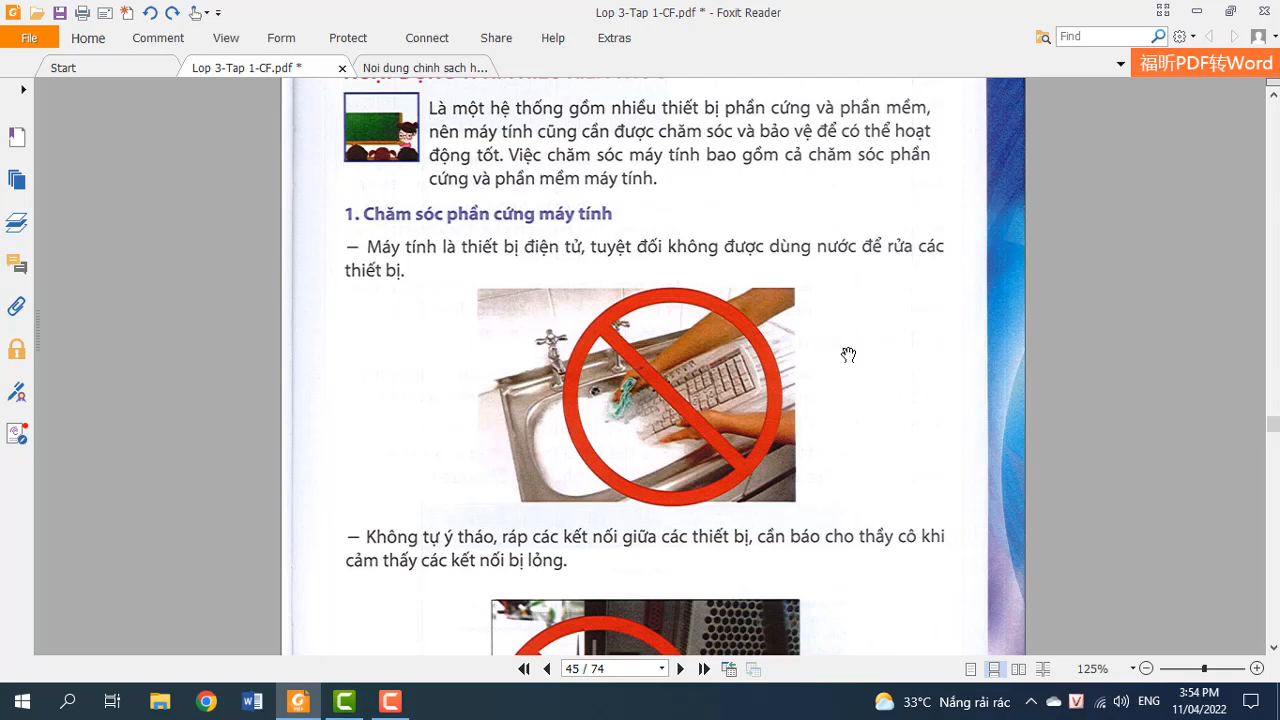 Lop 3-Tap 1-CF.pdf * - Foxit Reader
File Home Comment View Form Protect Connect Share Help Extras
Find
Start
Lop 3-Tap 1-CF.pdf *
Noi dung chinh sach h...
福昕PDF转Word
Là một hệ thống gồm nhiều thiết bị phần cứng và phần mềm,
nên máy tính cũng cần được chăm sóc và bảo vệ để có thể hoạt
động tốt. Việc chăm sóc máy tính bao gồm cả chăm sóc phần
cứng và phần mềm máy tính.
1. Chăm sóc phần cứng máy tính
– Máy tính là thiết bị điện tử, tuyệt đối không được dùng nước để rửa các
thiết bị.
– Không tự ý tháo, ráp các kết nối giữa các thiết bị, cần báo cho thầy cô khi
cảm thấy các kết nối bị lỏng.
45 / 74
125%
33°C Nắng rải rác
ENG
3:54 PM
11/04/2022